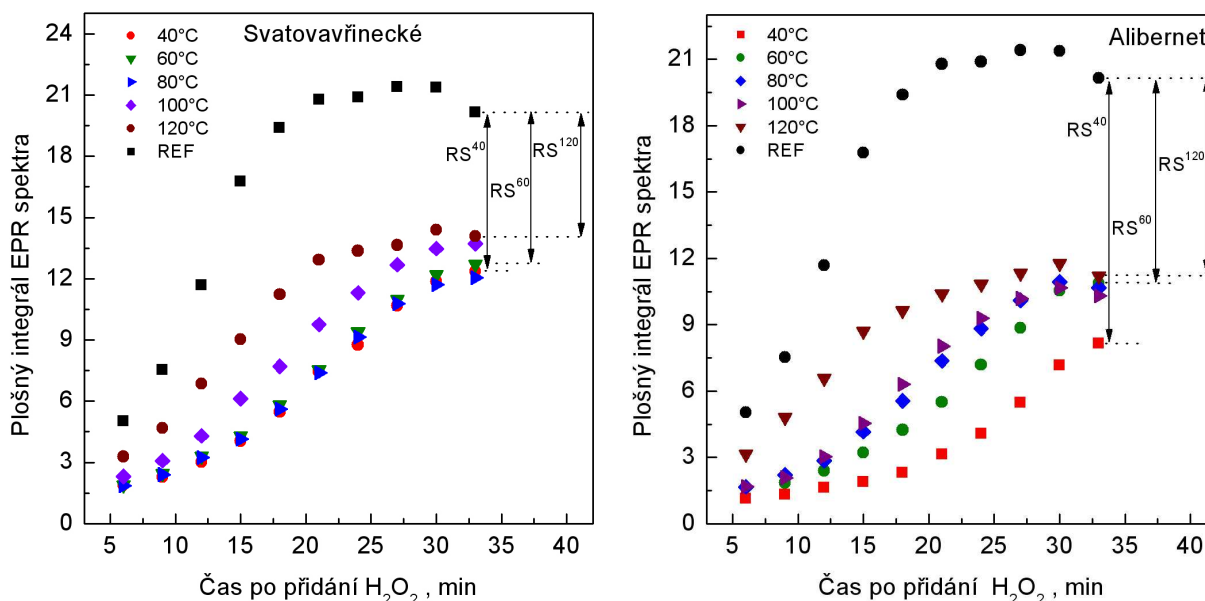 Svatovavřinecké
40°C
60°C
80°C
100°C
120°C
REF
RS40
RS60
RS120
24
21
18
15
12
9
6
3
0
5 10 15 20 25 30 35 40
Plošný integrál EPR spektra
Čas po přidání H2O2 , min
Alibernet
40°C
60°C
80°C
100°C
120°C
REF
RS40
RS120
RS60
21
18
15
12
9
6
3
0
5 10 15 20 25 30 35 40
Plošný integrál EPR spektra
Čas po přidání H2O2 , min